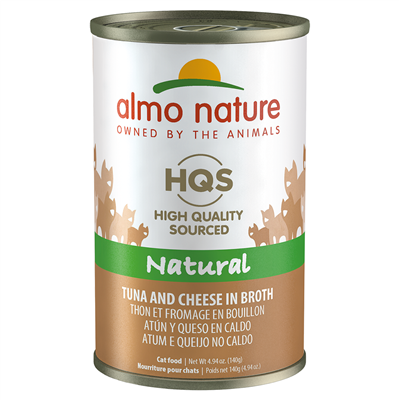 almo nature
OWNED BY THE ANIMALS
HQS
HIGH QUALITY
SOURCED
Natural
TUNA AND CHEESE IN BROTH
THON ET FROMAGE EN BOUILLON
ATÚN Y QUESO EN CALDO
ATUM E QUEIJO NO CALDO
Cat food | Net Wt. 4.94 oz. (140g)
Nourriture pour chats | Poids net 140g (4.94 oz.)